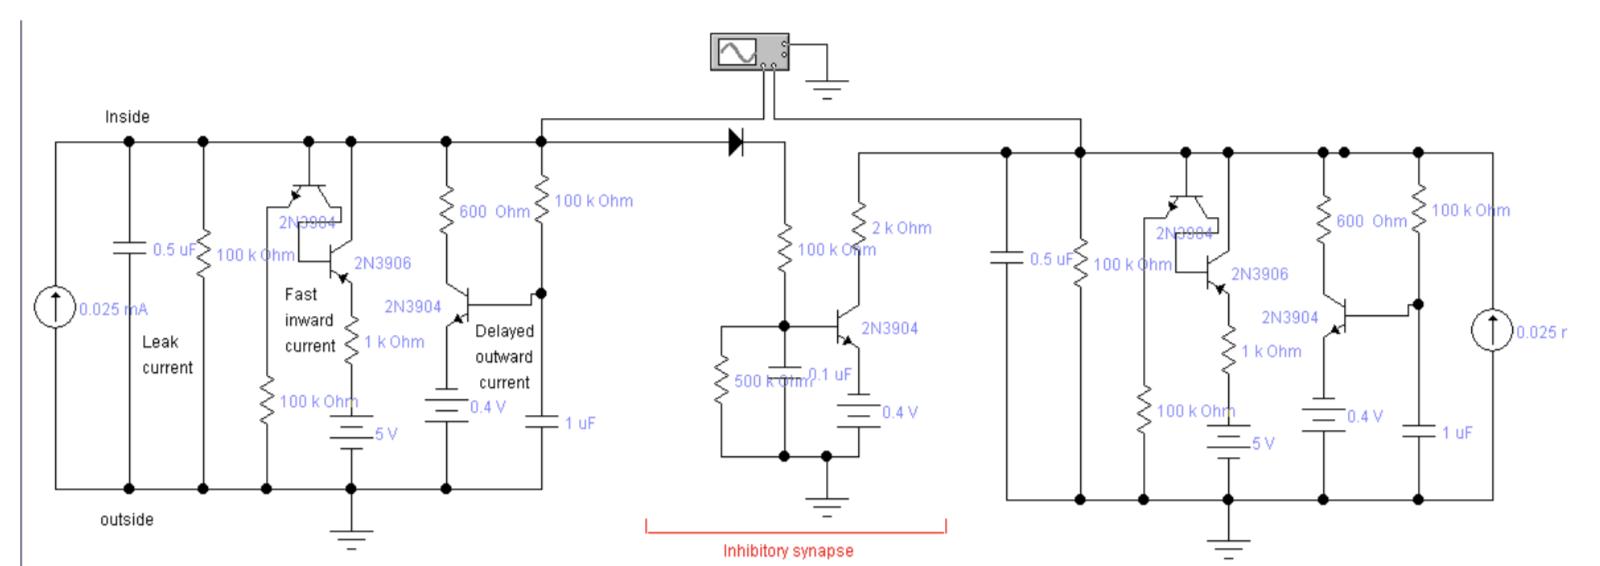 Inside
0.5 uF
100 k Ohm
2N3904
2N3906
Fast
inward
current
1 k Ohm
100 k Ohm
5 V
0.025 mA
Leak
current
600 Ohm
100 k Ohm
2N3904
Delayed
outward
current
0.4 V
1 uF
outside
100 k Ohm
2 k Ohm
2N3904
500 k Ohm
0.1 uF
0.4 V
Inhibitory synapse
0.5 uF
100 k Ohm
2N3904
2N3906
1 k Ohm
100 k Ohm
5 V
600 Ohm
100 k Ohm
2N3904
0.4 V
1 uF
0.025 r